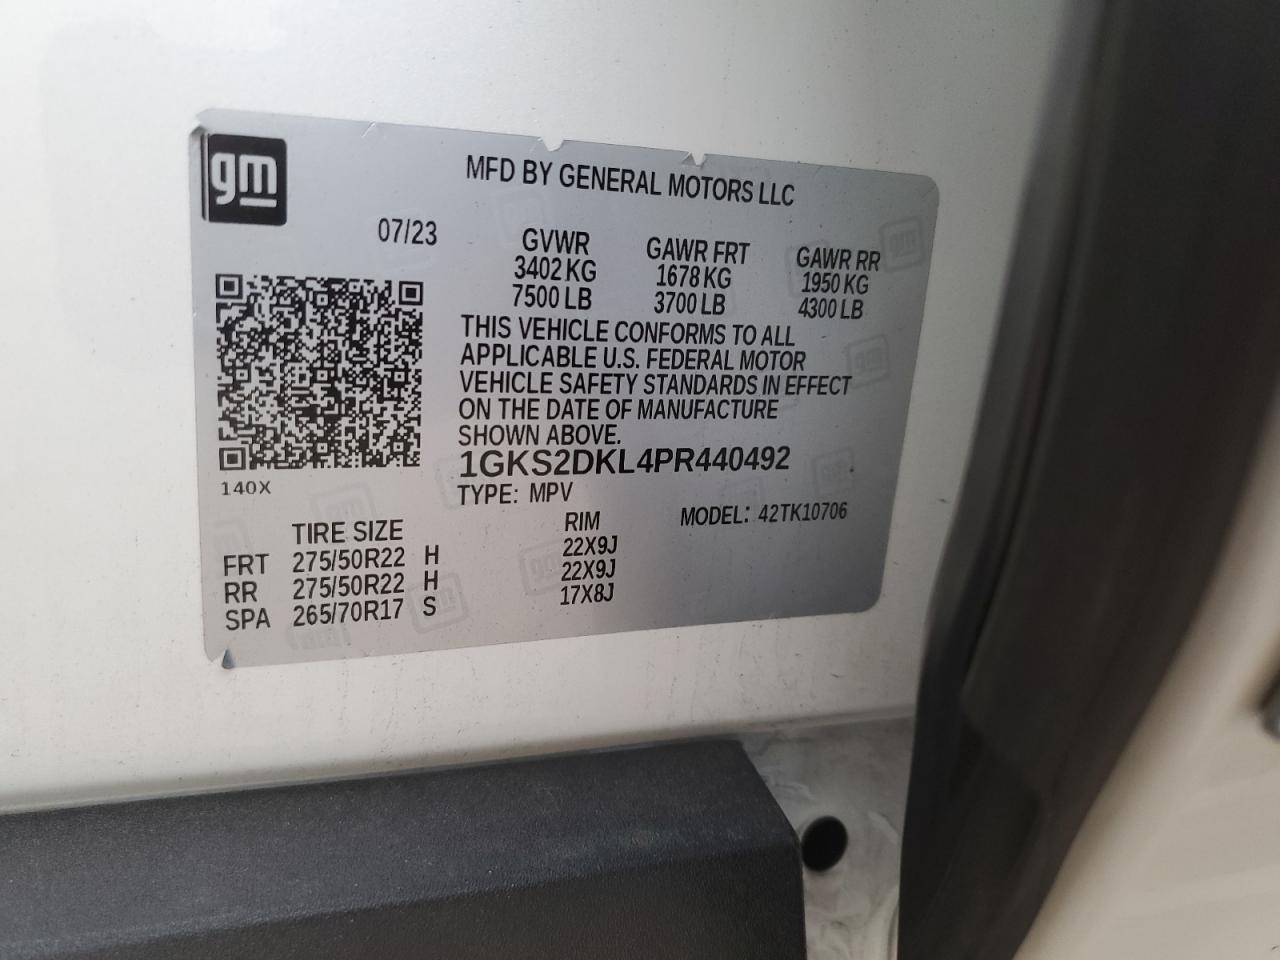 gm
MFD BY GENERAL MOTORS LLC
07/23
GVWR GAWR FRT GAWR RR
3402 KG 1678 KG 1950 KG
7500 LB 3700 LB 4300 LB
THIS VEHICLE CONFORMS TO ALL
APPLICABLE U.S. FEDERAL MOTOR
VEHICLE SAFETY STANDARDS IN EFFECT
ON THE DATE OF MANUFACTURE
SHOWN ABOVE.
1GKS2DKL4PR440492
140X
TYPE: MPV MODEL: 42TK10706
TIRE SIZE RIM
FRT 275/50R22 H 22X9J
RR 275/50R22 H 22X9J
SPA 265/70R17 S 17X8J